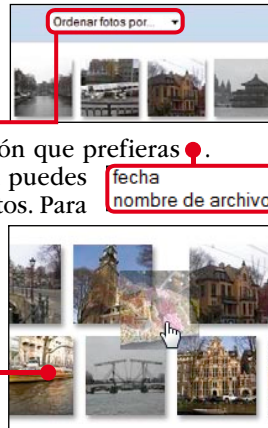 Ordenar fotos por...
ón que prefieras
.
puedes
tos. Para
fecha
nombre de archivo